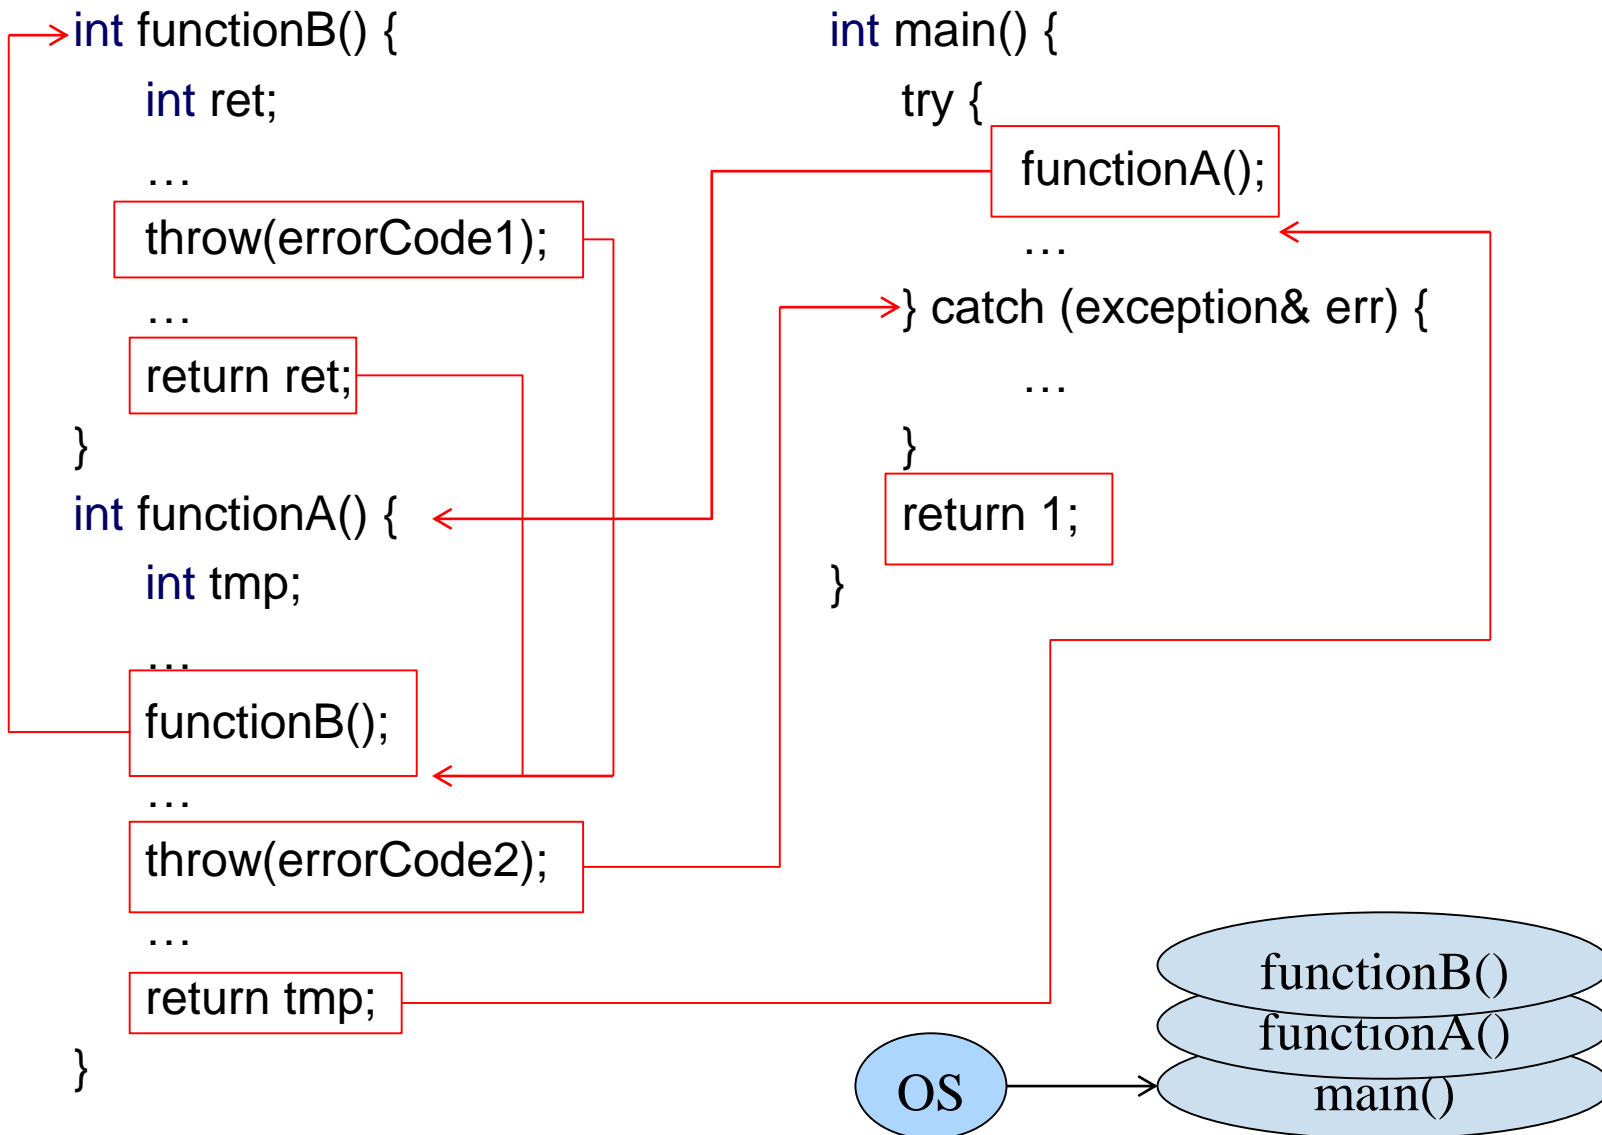 int functionB() {
int ret;
…
throw(errorCode1);
…
return ret;
}
int functionA() {
int tmp;
…
functionB();
…
throw(errorCode2);
…
return tmp;
}
int main() {
try {
functionA();
…
} catch (exception& err) {
…
}
return 1;
}
functionB()
functionA()
OS
main()